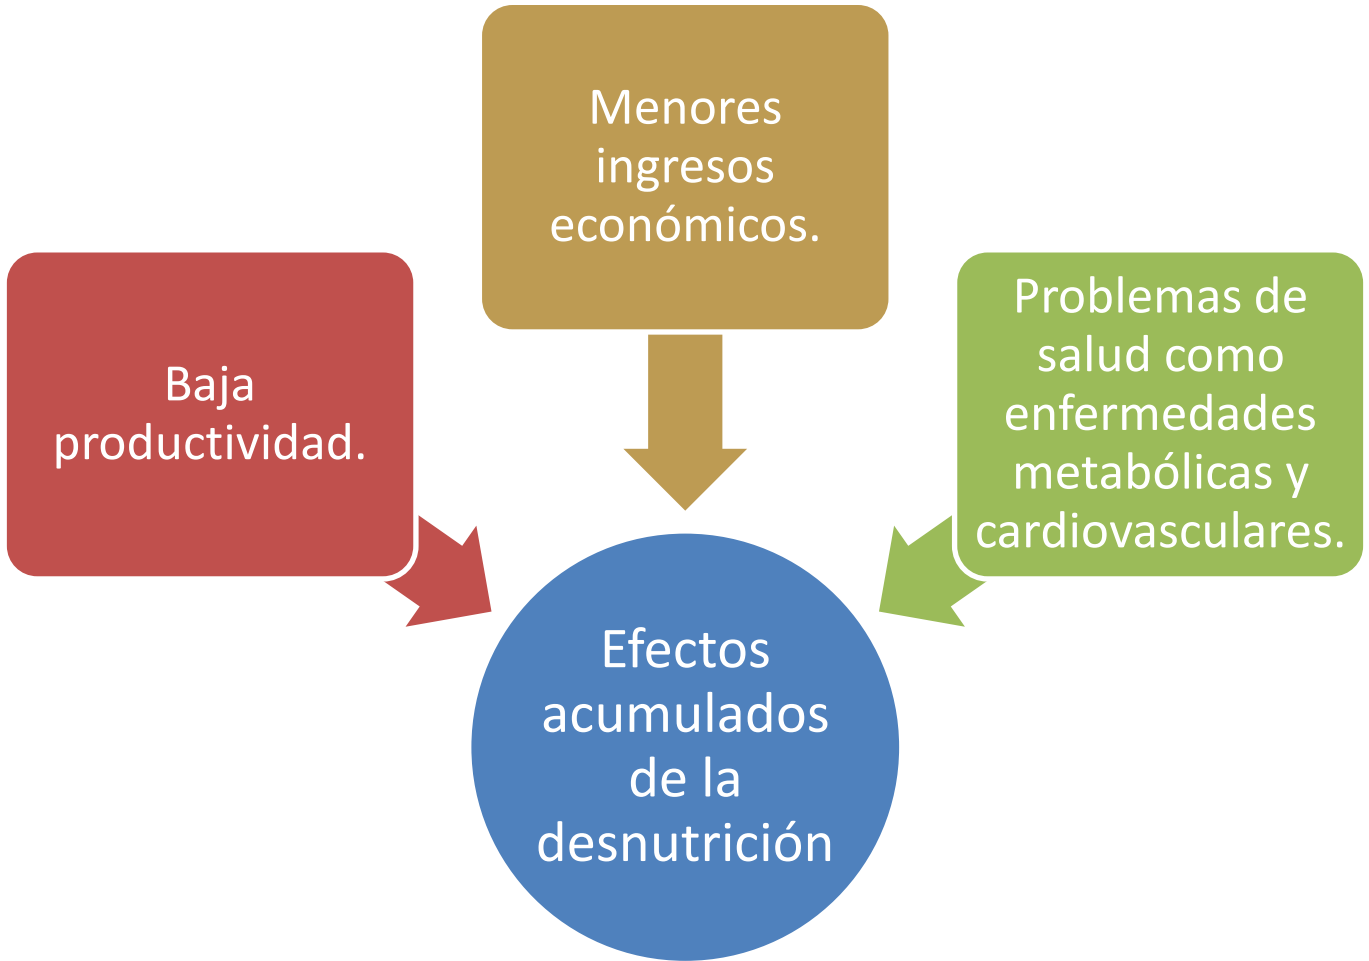 Menores
ingresos
económicos.
Baja
productividad.
Problemas de
salud como
enfermedades
metabólicas y
cardiovasculares.
Efectos
acumulados
de la
desnutrición